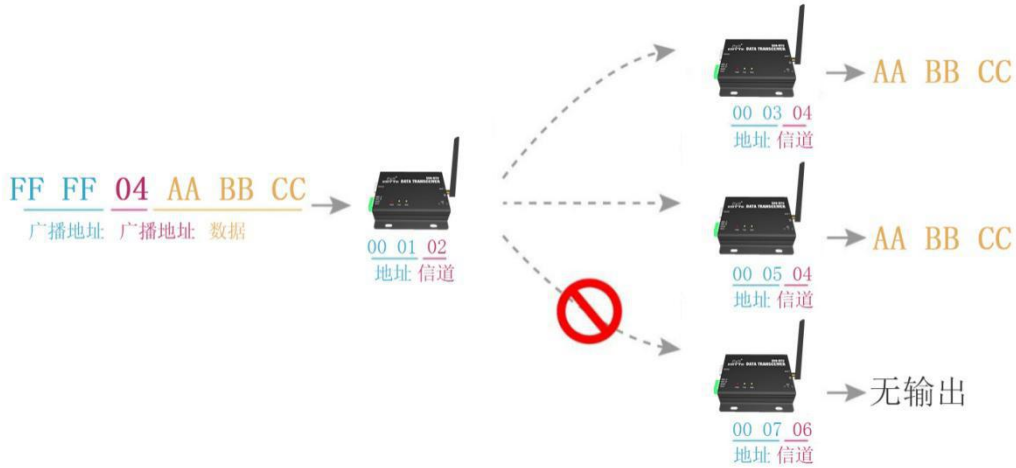 FF FF 04 AA BB CC
广播地址 广播地址 数据
DATA TRANSCEIVER
00 01 02
地址 信道
DATA TRANSCEIVER
AA BB CC
00 03 04
地址 信道
DATA TRANSCEIVER
AA BB CC
00 05 04
地址 信道
DATA TRANSCEIVER
无输出
00 07 06
地址 信道